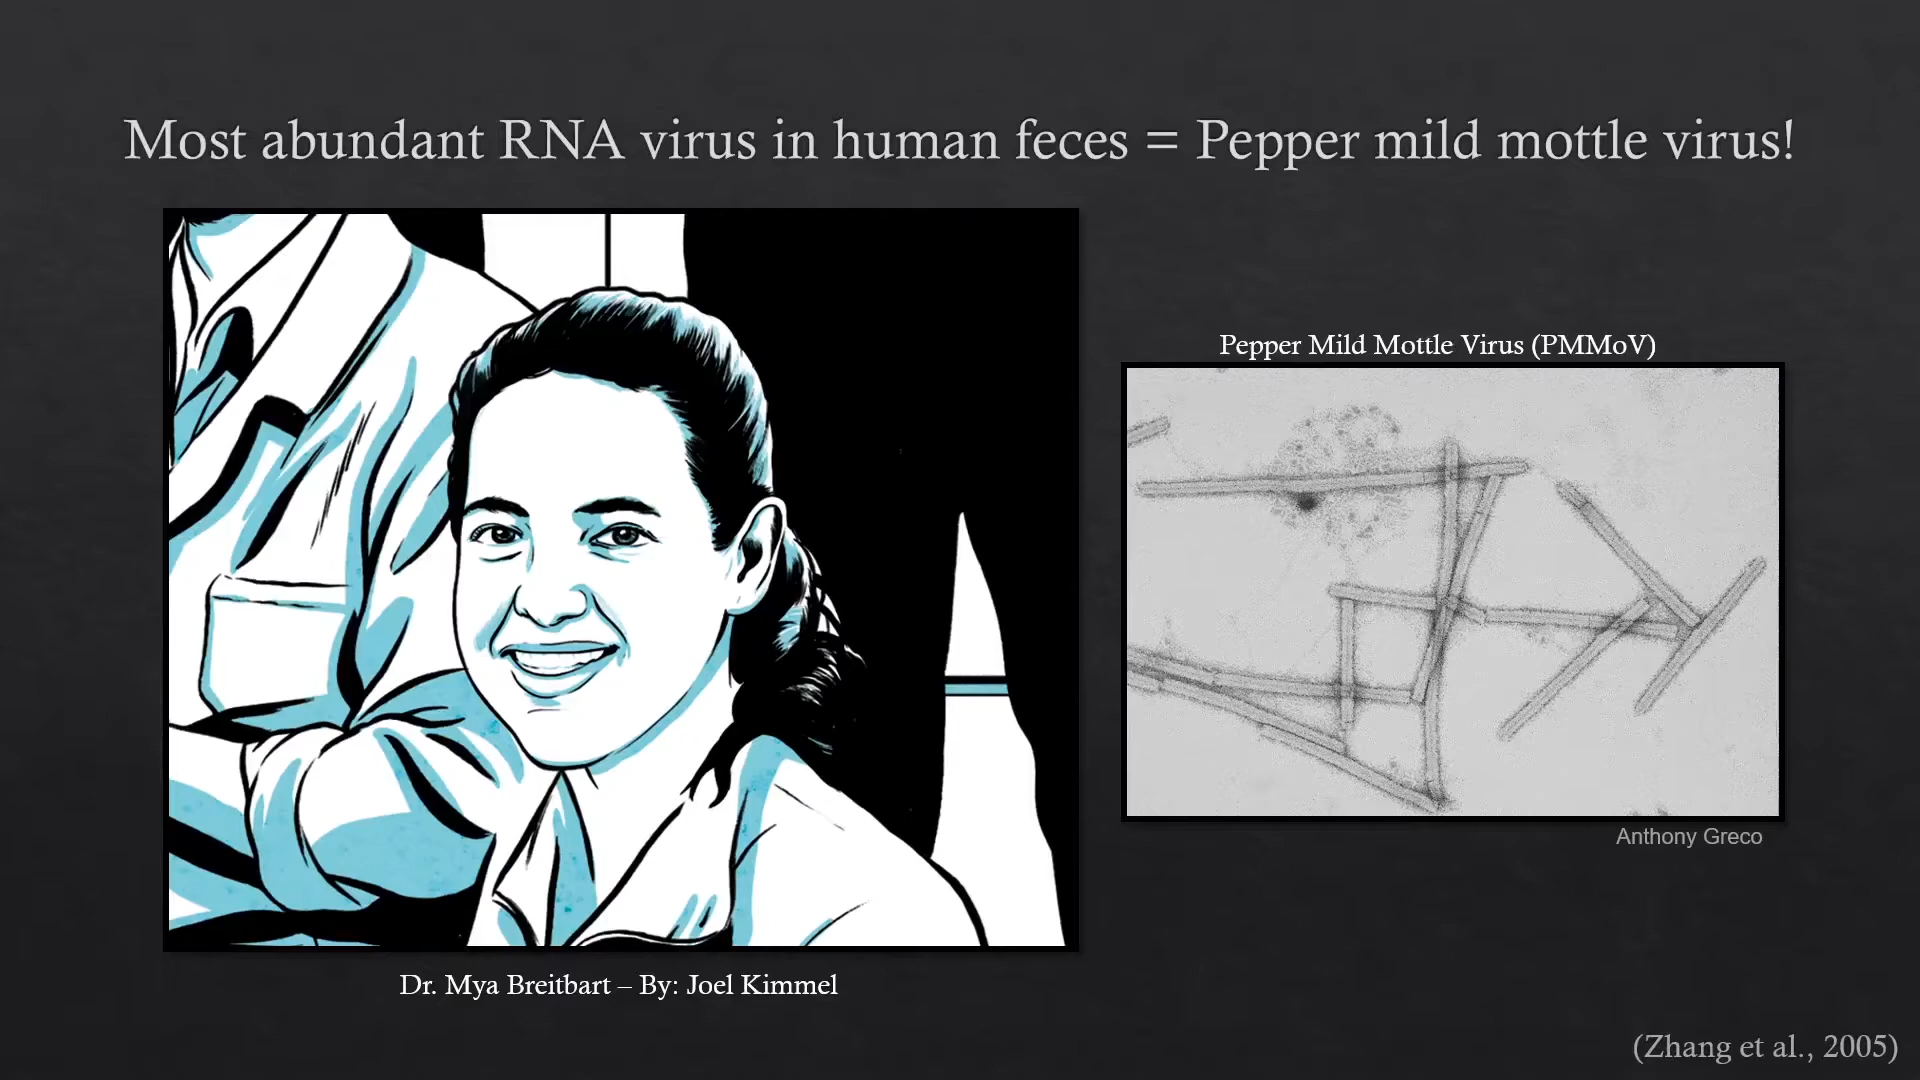 Most abundant RNA virus in human feces = Pepper mild mottle virus!
Pepper Mild Mottle Virus (PMMoV)
Anthony Greco
Dr. Mya Breitbart – By: Joel Kimmel
(Zhang et al., 2005)